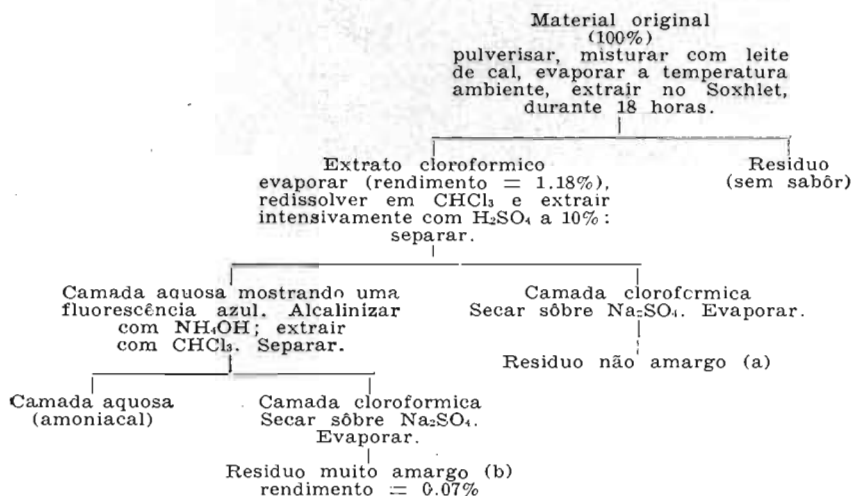 Material original
(100%)
pulverisar, misturar com leite
de cal, evaporar a temperatura
ambiente, extrair no Soxhlet,
durante 18 horas.
Extrato cloroformico
evaporar (rendimento = 1.18%),
redissolver em CHCl₃ e extrair
intensivamente com H₂SO₄ a 10%:
separar.
Residuo
(sem sabôr)
Camada aquosa mostrando uma
fluorescência azul. Alcalinizar
com NH₄OH; extrair
com CHCl₃. Separar.
Camada cloroformica
Secar sôbre Na₂SO₄. Evaporar.
Residuo não amargo (a)
Camada aquosa
(amoniacal)
Camada cloroformica
Secar sôbre Na₂SO₄.
Evaporar.
Residuo muito amargo (b)
rendimento = 0.07%